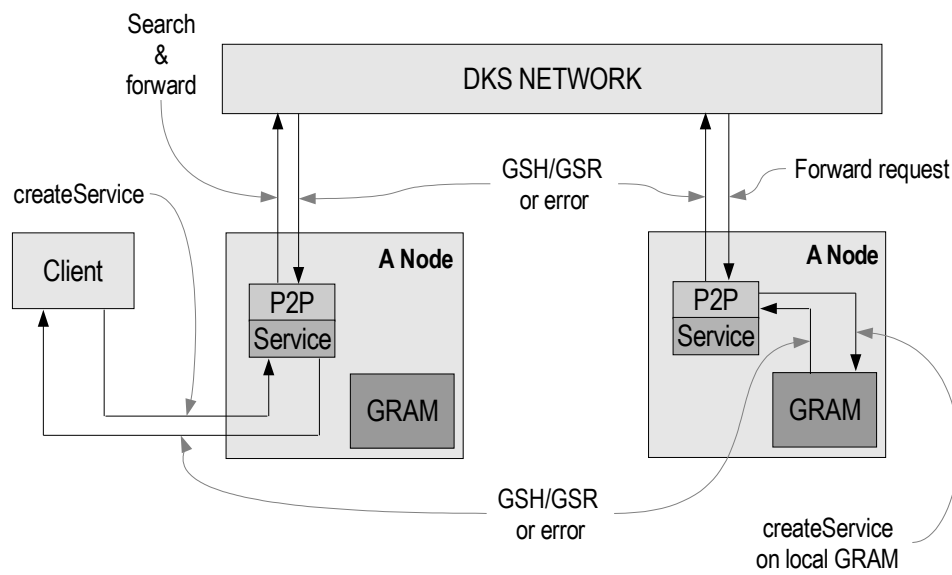 Search
&
forward
DKS NETWORK
createService
GSH/GSR
or error
Forward request
Client
A Node
A Node
P2P
Service
P2P
Service
GRAM
GRAM
GSH/GSR
or error
createService
on local GRAM